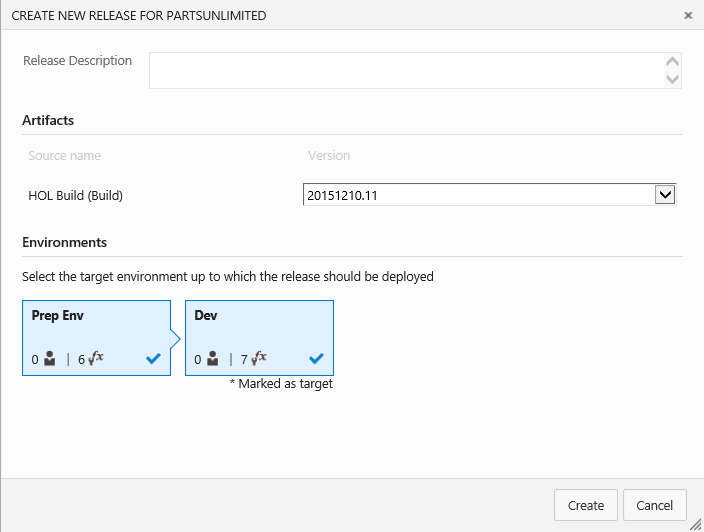 CREATE NEW RELEASE FOR PARTSUNLIMITED
Release Description
Artifacts
Source name Version
HOL Build (Build) 20151210.11
Environments
Select the target environment up to which the release should be deployed
Prep Env Dev
0 | 6 fx 0 | 7 fx
* Marked as target
Create Cancel